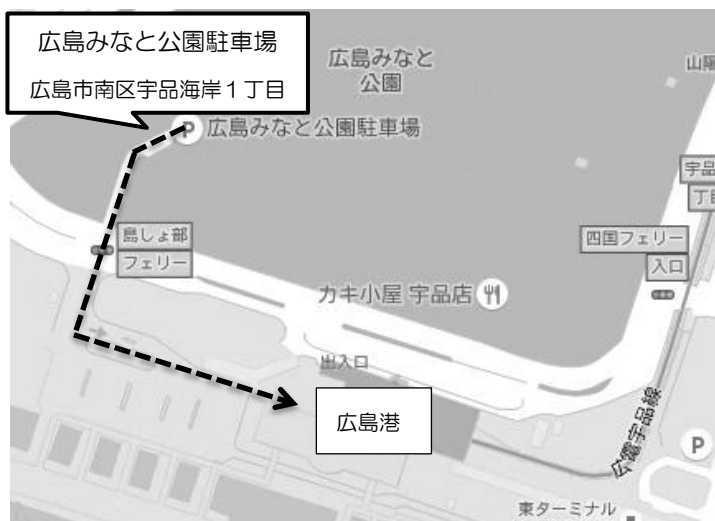 広島みなと公園駐車場
広島市南区宇品海岸１丁目
広島みなと
公園
山陽
P 広島みなと公園駐車場
宇品
丁目
島しょ部
フェリー
四国フェリー
入口
カキ小屋 宇品店
出入口
広島港
広電宇品線
P
東ターミナル